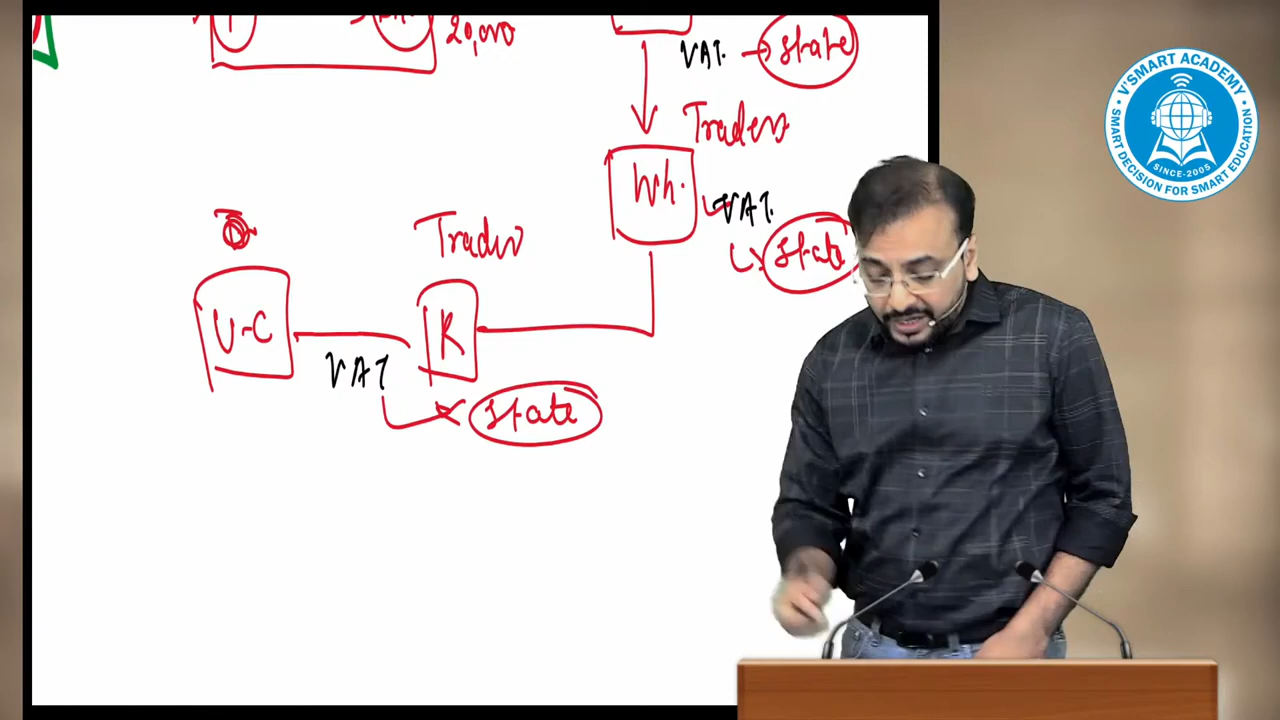 20,000
VAT. → State
Traders
Wh.
VAT.
State
Trader
U-C
R
VAT
State
V'SMART ACADEMY
SMART DECISION FOR SMART EDUCATION
SINCE-2005